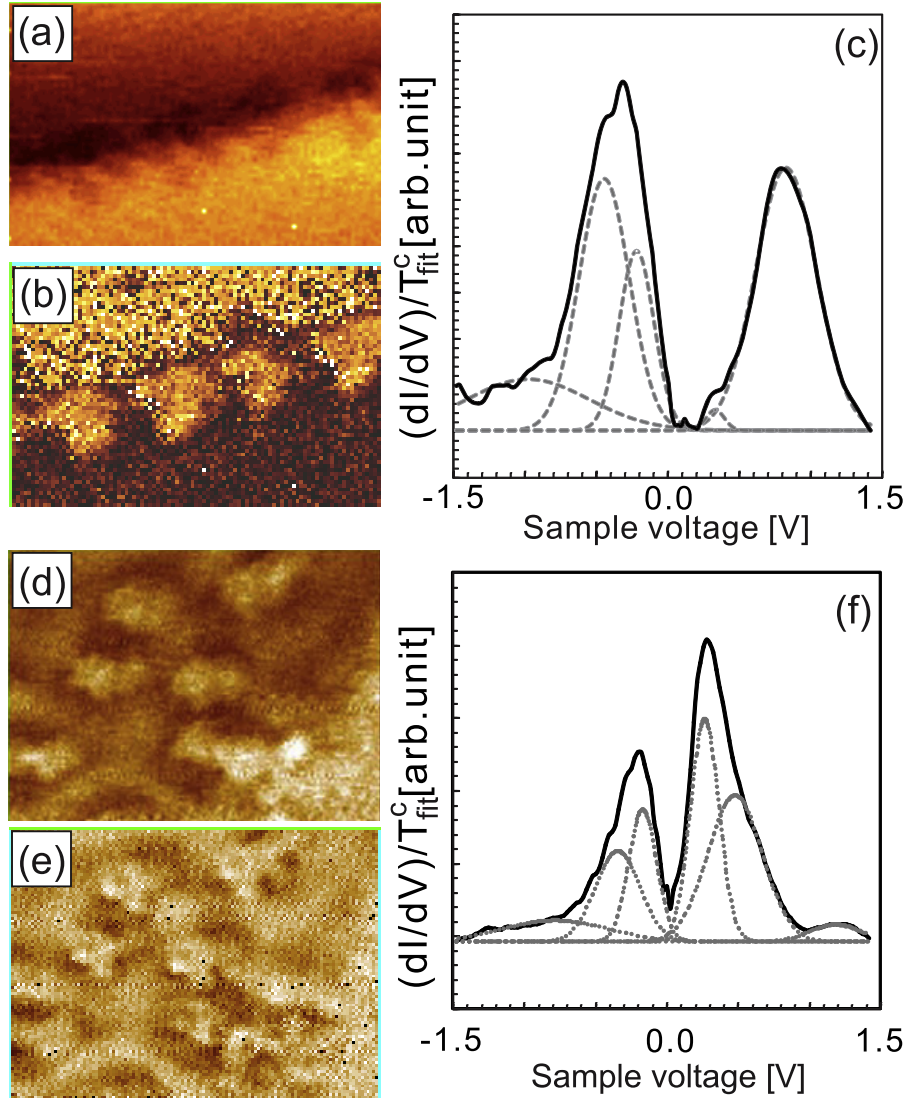 (a)
(b)
(c)
(dI/dV)/T^c_fit [arb.unit]
-1.5
0.0
1.5
Sample voltage [V]
(d)
(e)
(f)
(dI/dV)/T^c_fit [arb.unit]
-1.5
0.0
1.5
Sample voltage [V]